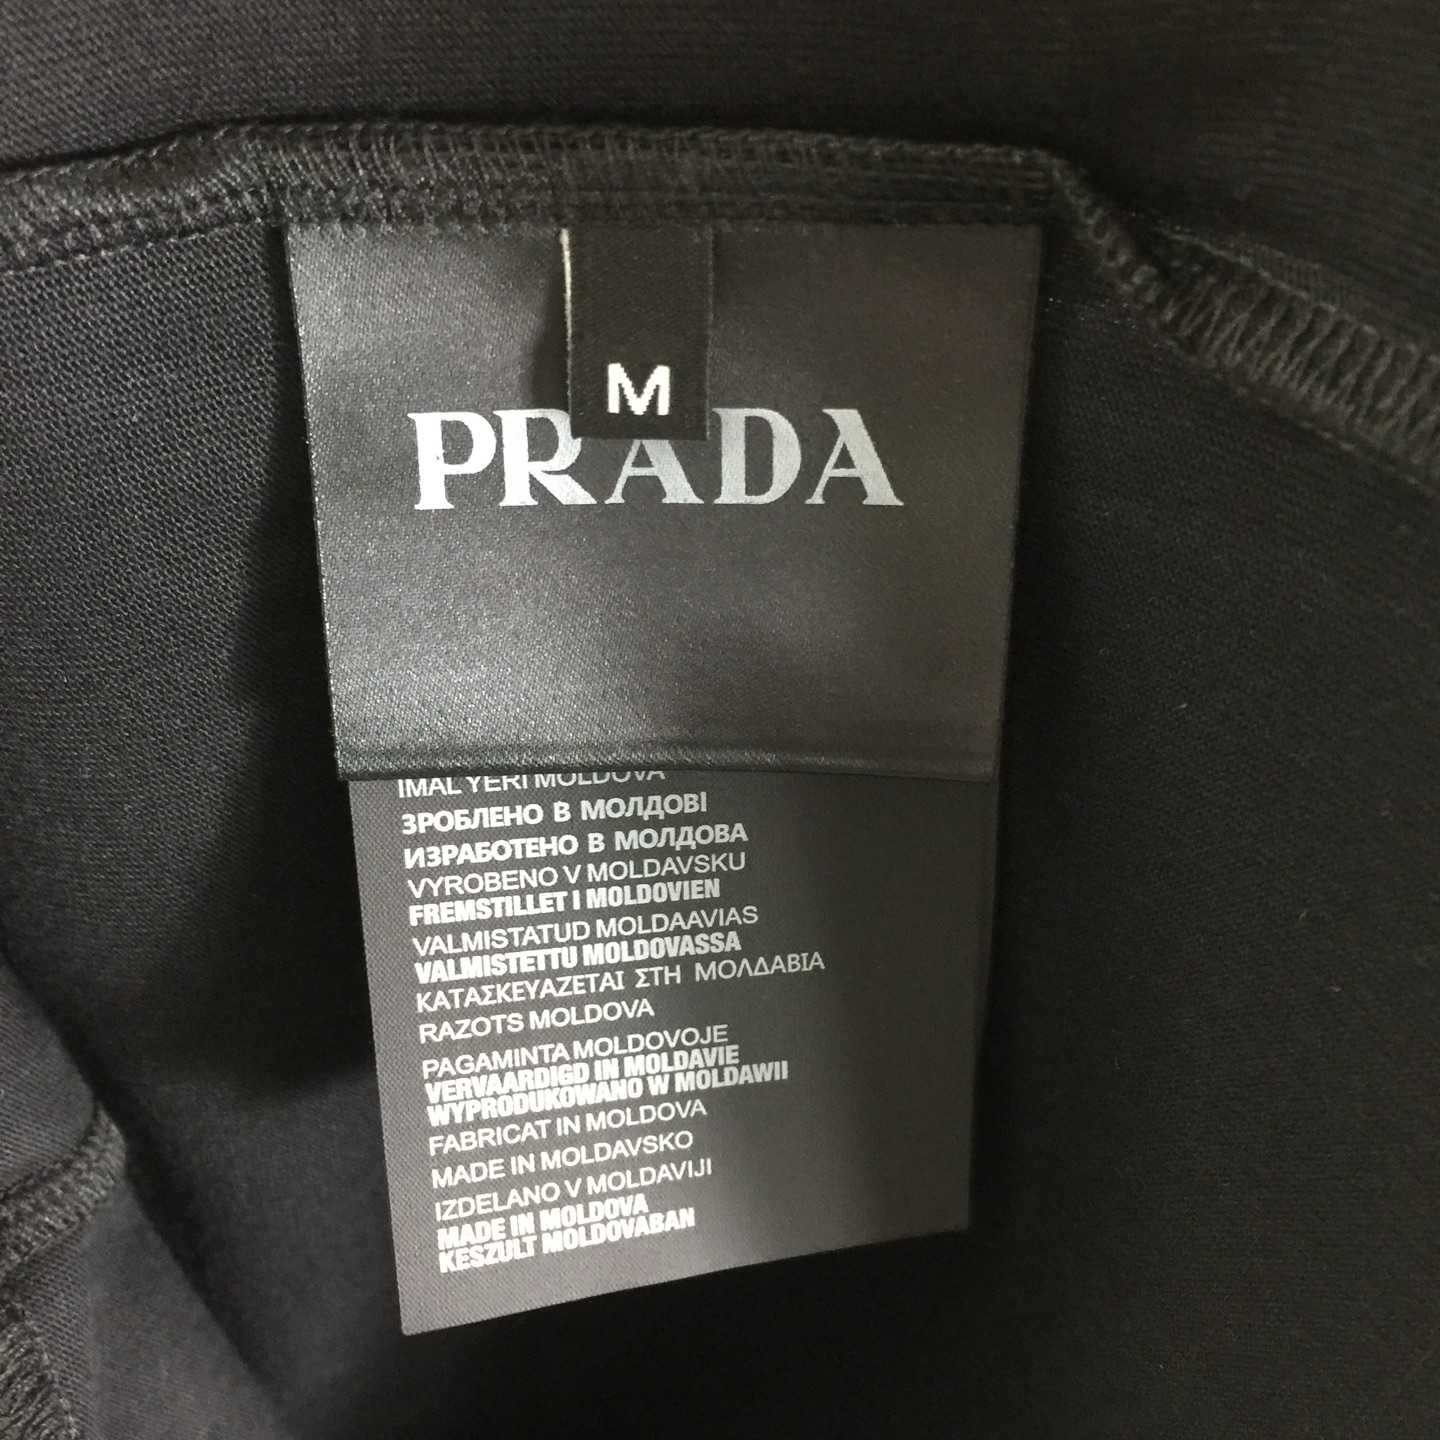 M
PRADA
IMAL YERI MOLDOVA
ЗРОБЛЕНО В МОЛДОВІ
ИЗРАБОТЕНО В МОЛДОВА
VYROBENO V MOLDAVSKU
FREMSTILLET I MOLDOVIEN
VALMISTATUD MOLDAAVIAS
VALMISTETTU MOLDOVASSA
ΚΑΤΑΣΚΕΥΑΖΕΤΑΙ ΣΤΗ ΜΟΛΔΑΒΙΑ
RAZOTS MOLDOVA
PAGAMINTA MOLDOVOJE
VERVAARDIGD IN MOLDAVIE
WYPRODUKOWANO W MOLDAWII
FABRICAT IN MOLDOVA
MADE IN MOLDAVSKO
IZDELANO V MOLDAVIJI
MADE IN MOLDOVA
KESZULT MOLDOVABAN